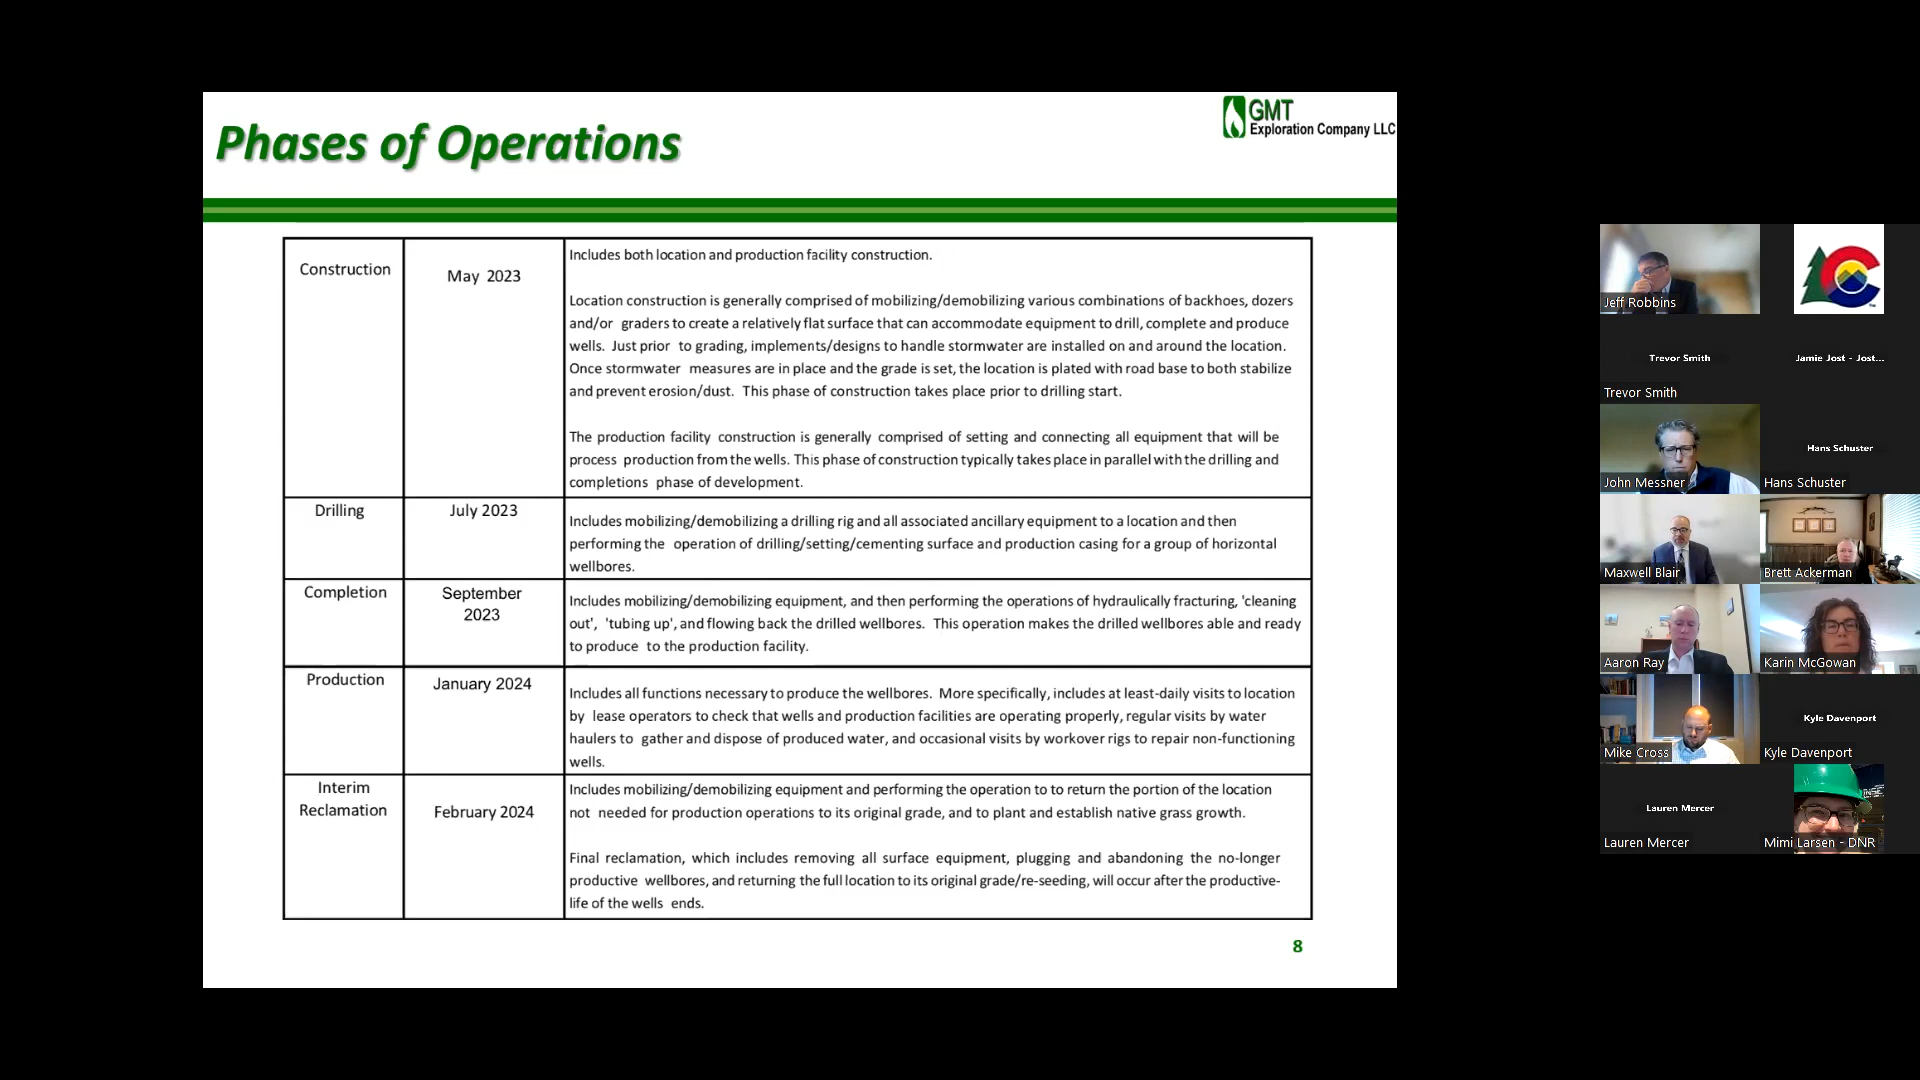 Phases of Operations
GMT
Exploration Company LLC
Construction
May 2023
Includes both location and production facility construction.
Location construction is generally comprised of mobilizing/demobilizing various combinations of backhoes, dozers
and/or graders to create a relatively flat surface that can accommodate equipment to drill, complete and produce
wells. Just prior to grading, implements/designs to handle stormwater are installed on and around the location.
Once stormwater measures are in place and the grade is set, the location is plated with road base to both stabilize
and prevent erosion/dust. This phase of construction takes place prior to drilling start.
The production facility construction is generally comprised of setting and connecting all equipment that will be
process production from the wells. This phase of construction typically takes place in parallel with the drilling and
completions phase of development.
Drilling
July 2023
Includes mobilizing/demobilizing a drilling rig and all associated ancillary equipment to a location and then
performing the operation of drilling/setting/cementing surface and production casing for a group of horizontal
wellbores.
Completion
September
2023
Includes mobilizing/demobilizing equipment, and then performing the operations of hydraulically fracturing, 'cleaning
out', 'tubing up', and flowing back the drilled wellbores. This operation makes the drilled wellbores able and ready
to produce to the production facility.
Production
January 2024
Includes all functions necessary to produce the wellbores. More specifically, includes at least-daily visits to location
by lease operators to check that wells and production facilities are operating properly, regular visits by water
haulers to gather and dispose of produced water, and occasional visits by workover rigs to repair non-functioning
wells.
Interim
Reclamation
February 2024
Includes mobilizing/demobilizing equipment and performing the operation to to return the portion of the location
not needed for production operations to its original grade, and to plant and establish native grass growth.
Final reclamation, which includes removing all surface equipment, plugging and abandoning the no-longer
productive wellbores, and returning the full location to its original grade/re-seeding, will occur after the productive-
life of the wells ends.
8
Jeff Robbins
Trevor Smith
Trevor Smith
Jamie Jost - Jost...
John Messner
Hans Schuster
Hans Schuster
Maxwell Blair
Brett Ackerman
Aaron Ray
Karin McGowan
Mike Cross
Kyle Davenport
Kyle Davenport
Lauren Mercer
Lauren Mercer
Mimi Larsen - DNR